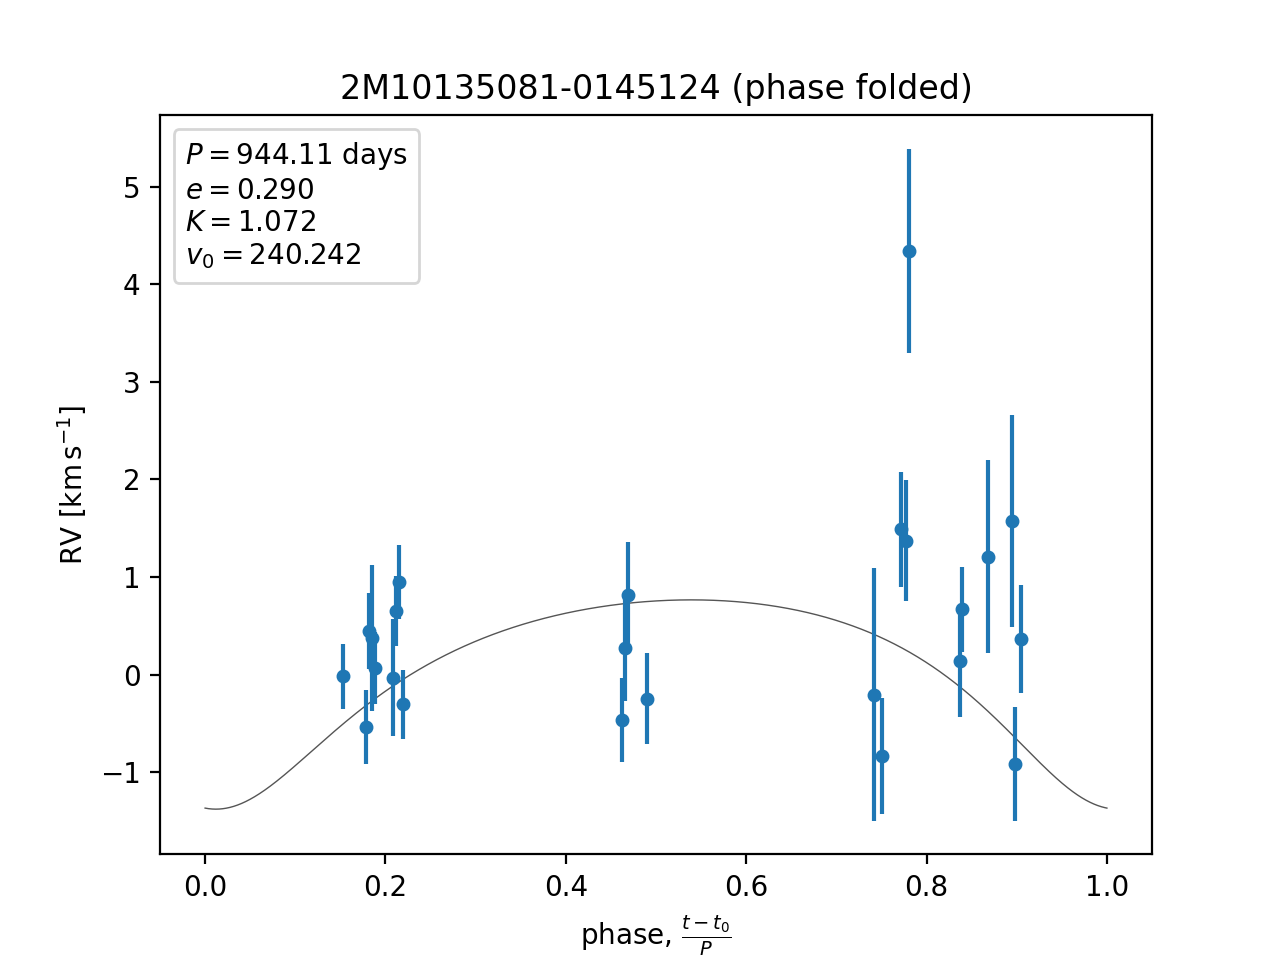 2M10135081-0145124 (phase folded)
P = 944.11 days
e = 0.290
K = 1.072
v₀ = 240.242
5
4
3
2
1
0
−1
RV [km s⁻¹]
0.0 0.2 0.4 0.6 0.8 1.0
phase, (t − t₀)/P